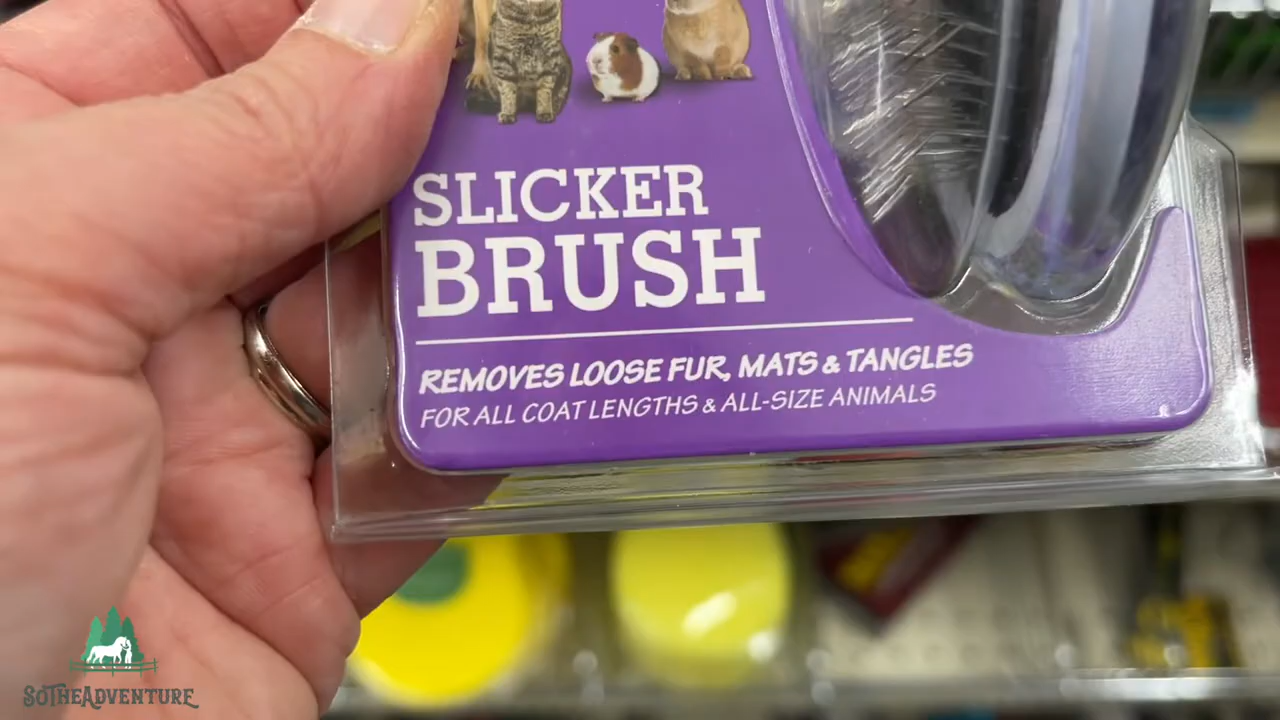 SLICKER
BRUSH
REMOVES LOOSE FUR, MATS & TANGLES
FOR ALL COAT LENGTHS & ALL-SIZE ANIMALS
SOTHEADVENTURE